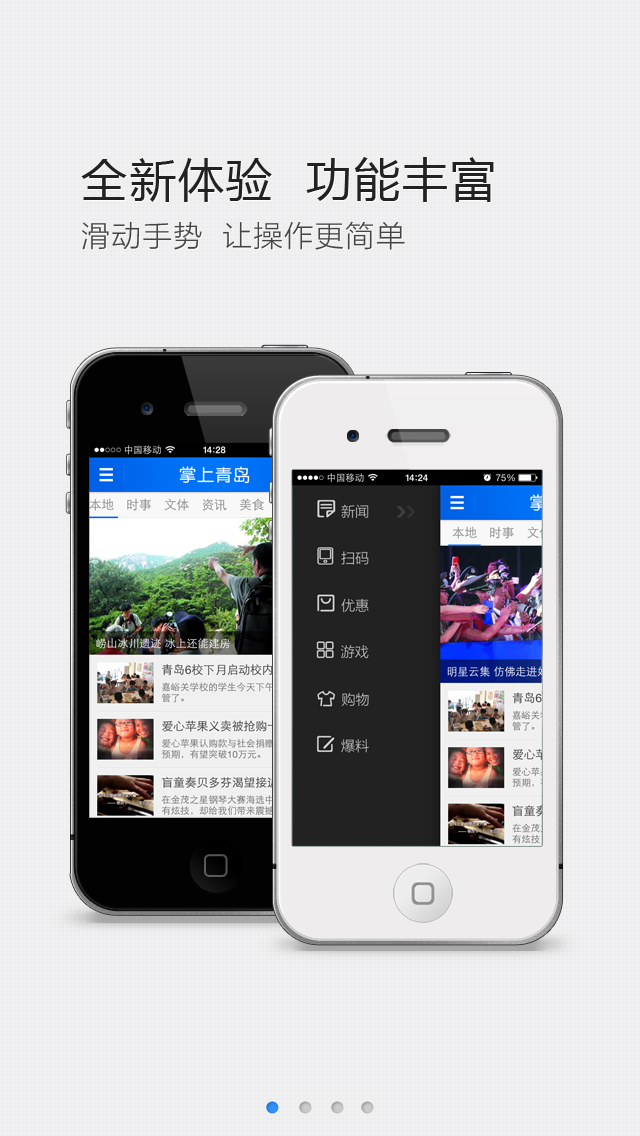 全新体验 功能丰富
滑动手势 让操作更简单
中国移动 14:28
掌上青岛
本地 时事 文体 资讯 美食
崂山冰川遗迹 冰上还能建房
青岛6校下月启动校内
嘉峪关学校的学生今天下午
管了。
爱心苹果义卖被抢购一
爱心苹果认购款与社会捐赠
预期，有望突破10万元。
盲童奏贝多芬渴望接近
在金茂之星钢琴大赛海选中
有炫技，却给我们带来震撼
中国移动 14:24 75%
新闻
扫码
优惠
游戏
购物
爆料
掌
本地 时事 文
明星云集 仿佛走进
青岛6
嘉峪关
管了。
爱心苹
爱心苹
预期，
盲童奏
在金茂
有炫技